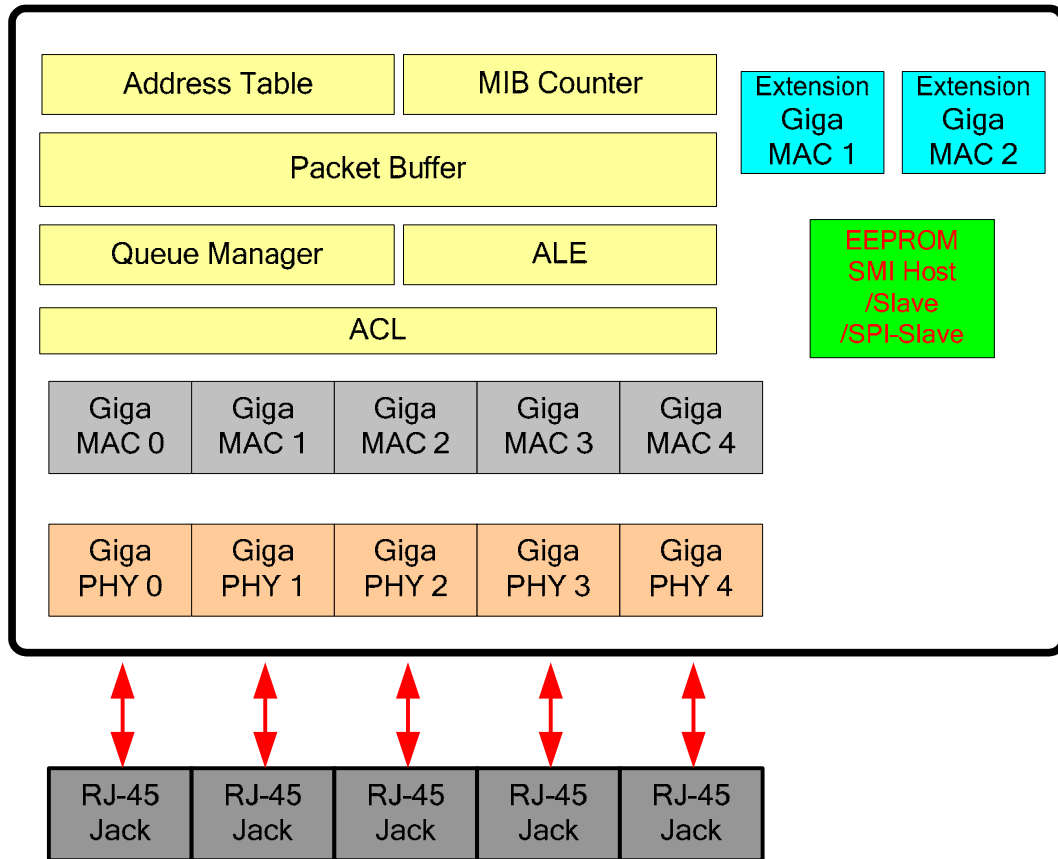 Address Table
MIB Counter
Extension
Giga
MAC 1
Extension
Giga
MAC 2
Packet Buffer
Queue Manager
ALE
EEPROM
SMI Host
/Slave
/SPI-Slave
ACL
Giga
MAC 0
Giga
MAC 1
Giga
MAC 2
Giga
MAC 3
Giga
MAC 4
Giga
PHY 0
Giga
PHY 1
Giga
PHY 2
Giga
PHY 3
Giga
PHY 4
RJ-45
Jack
RJ-45
Jack
RJ-45
Jack
RJ-45
Jack
RJ-45
Jack